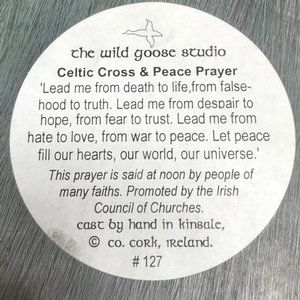 the wild goose studio
Celtic Cross & Peace Prayer
'Lead me from death to life,from false-
hood to truth. Lead me from despair to
hope, from fear to trust. Lead me from
hate to love, from war to peace. Let peace
fill our hearts, our world, our universe.'
This prayer is said at noon by people of
many faiths. Promoted by the Irish
Council of Churches.
cast by hand in kinsale,
© co. cork, ireland.
# 127